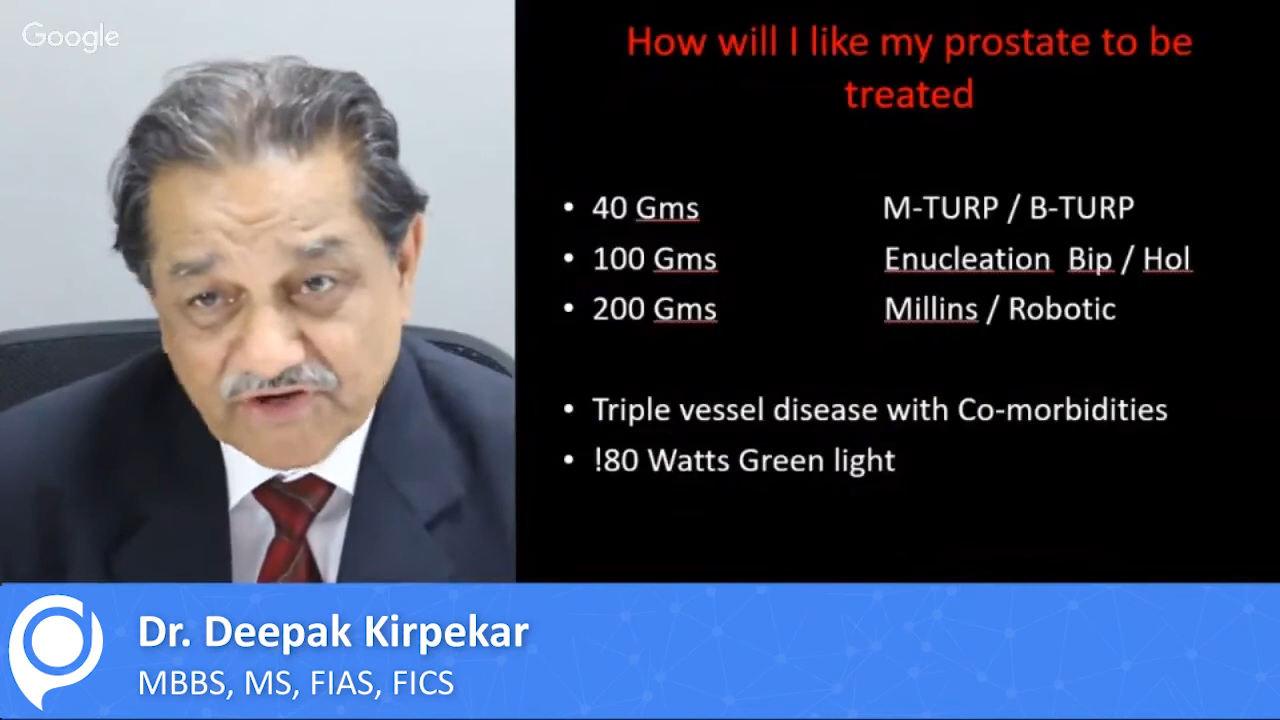 Google
How will I like my prostate to be
treated
• 40 Gms M-TURP / B-TURP
• 100 Gms Enucleation Bip / Hol
• 200 Gms Millins / Robotic
• Triple vessel disease with Co-morbidities
• !80 Watts Green light
Dr. Deepak Kirpekar
MBBS, MS, FIAS, FICS